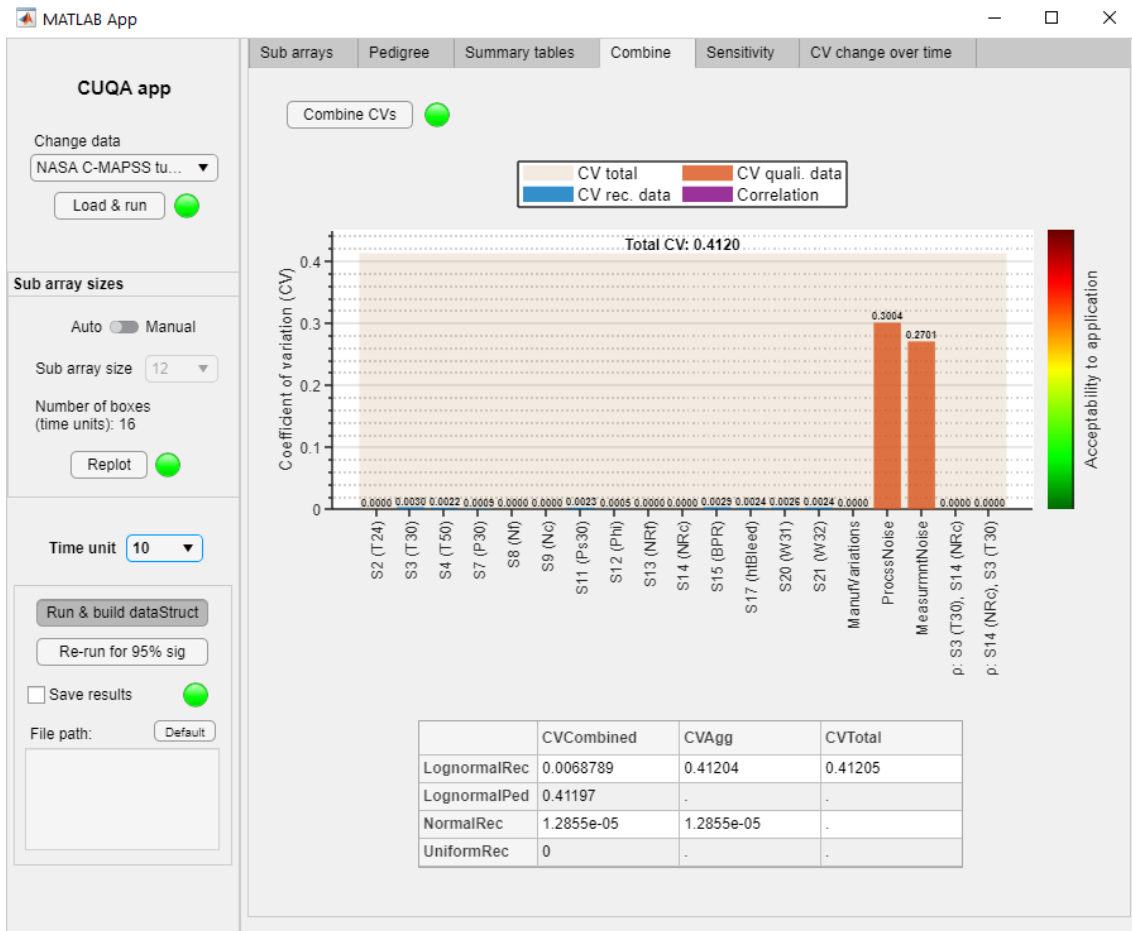 MATLAB App
CUQA app
Change data
NASA C-MAPSS tu...
Load & run
Sub array sizes
Auto Manual
Sub array size 12
Number of boxes
(time units): 16
Replot
Time unit 10
Run & build dataStruct
Re-run for 95% sig
Save results
File path: Default
Sub arrays Pedigree Summary tables Combine Sensitivity CV change over time
Combine CVs
CV total CV quali. data
CV rec. data Correlation
Total CV: 0.4120
Coefficient of variation (CV)
0.4
0.3
0.2
0.1
0
0.0000 0.0030 0.0022 0.0009 0.0000 0.0000 0.0023 0.0005 0.0000 0.0000 0.0029 0.0024 0.0026 0.0024 0.0000 0.3004 0.2701 0.0000 0.0000
S2 (T24)
S3 (T30)
S4 (T50)
S7 (P30)
S8 (Nf)
S9 (Nc)
S11 (Ps30)
S12 (Phi)
S13 (NRf)
S14 (NRc)
S15 (BPR)
S17 (htBleed)
S20 (W31)
S21 (W32)
ManufVariations
ProcssNoise
MeasurmntNoise
ρ: S3 (T30), S14 (NRc)
ρ: S14 (NRc), S3 (T30)
Acceptability to application
CVCombined CVAgg CVTotal
LognormalRec 0.0068789 0.41204 0.41205
LognormalPed 0.41197 . .
NormalRec 1.2855e-05 1.2855e-05 .
UniformRec 0 . .